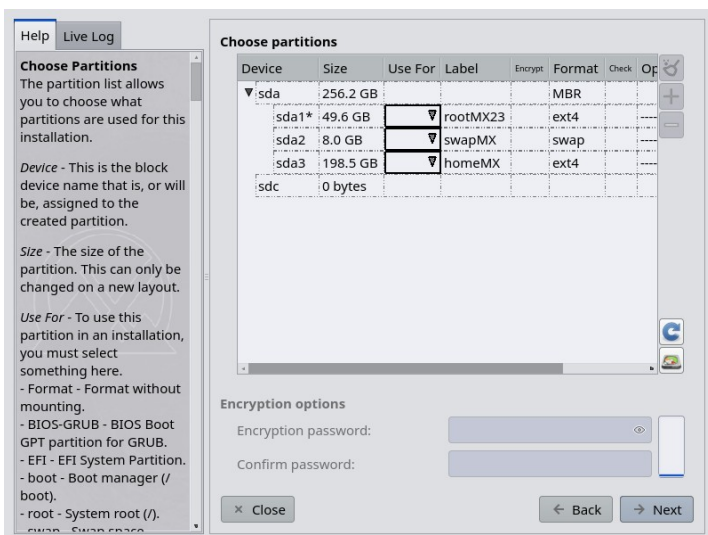 Help Live Log
Choose Partitions
The partition list allows
you to choose what
partitions are used for this
installation.
Device - This is the block
device name that is, or will
be, assigned to the
created partition.
Size - The size of the
partition. This can only be
changed on a new layout.
Use For - To use this
partition in an installation,
you must select
something here.
- Format - Format without
mounting.
- BIOS-GRUB - BIOS Boot
GPT partition for GRUB.
- EFI - EFI System Partition.
- boot - Boot manager (/
boot).
- root - System root (/).
- swap - Swap space.
Choose partitions
Device Size Use For Label Encrypt Format Check Op
sda 256.2 GB MBR
sda1* 49.6 GB rootMX23 ext4 ----
sda2 8.0 GB swapMX swap ----
sda3 198.5 GB homeMX ext4 ----
sdc 0 bytes
Encryption options
Encryption password:
Confirm password:
Close
Back
Next